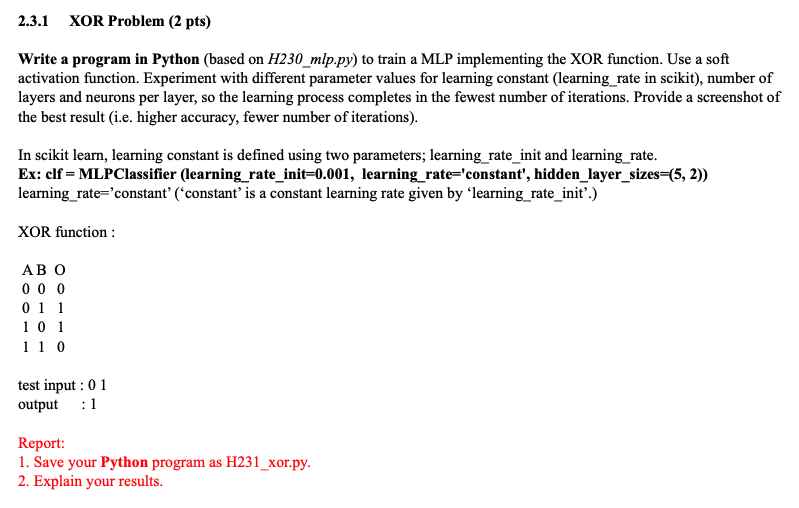 2.3.1 XOR Problem (2 pts)
Write a program in Python (based on H230_mlp.py) to train a MLP implementing the XOR function. Use a soft
activation function. Experiment with different parameter values for learning constant (learning_rate in scikit), number of
layers and neurons per layer, so the learning process completes in the fewest number of iterations. Provide a screenshot of
the best result (i.e. higher accuracy, fewer number of iterations).
In scikit learn, learning constant is defined using two parameters; learning_rate_init and learning_rate.
Ex: clf = MLPClassifier (learning_rate_init=0.001, learning_rate='constant', hidden_layer_sizes=(5, 2))
learning_rate='constant' ('constant' is a constant learning rate given by 'learning_rate_init'.)
XOR function :
A B O
0 0 0
0 1 1
1 0 1
1 1 0
test input : 0 1
output : 1
Report:
1. Save your Python program as H231_xor.py.
2. Explain your results.